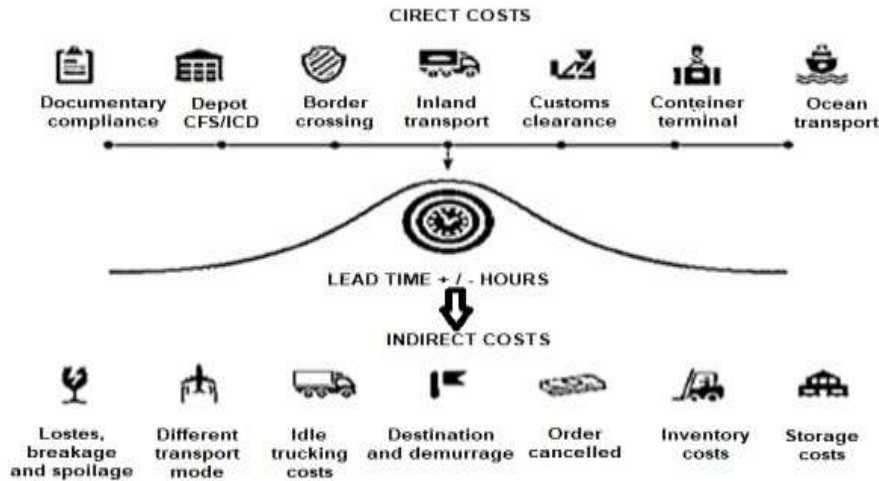 CIRECT COSTS
Documentary
compliance
Depot
CFS/ICD
Border
crossing
Inland
transport
Customs
clearance
Conteiner
terminal
Ocean
transport
LEAD TIME + / - HOURS
INDIRECT COSTS
Lostes,
breakage
and spoilage
Different
transport
mode
Idle
trucking
costs
Destination
and demurrage
Order
cancelled
Inventory
costs
Storage
costs